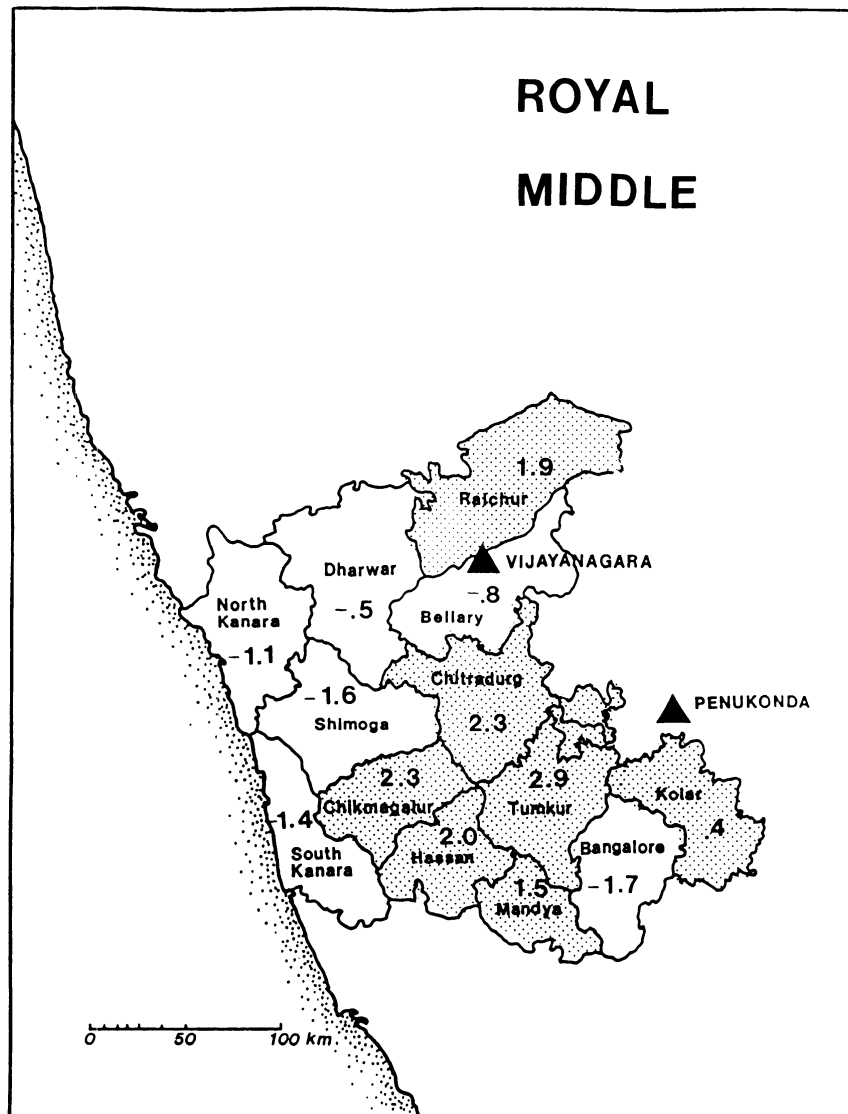 ROYAL
MIDDLE
1.9
Raichur
VIJAYANAGARA
Dharwar
-.5
-.8
Bellary
North
Kanara
-1.1
Chitradurg
2.3
-1.6
Shimoga
PENUKONDA
2.3
Chikmagalur
2.9
Tumkur
Kolar
.4
-1.4
South
Kanara
2.0
Hassan
Bangalore
-1.7
1.5
Mandya
0 50 100 km.